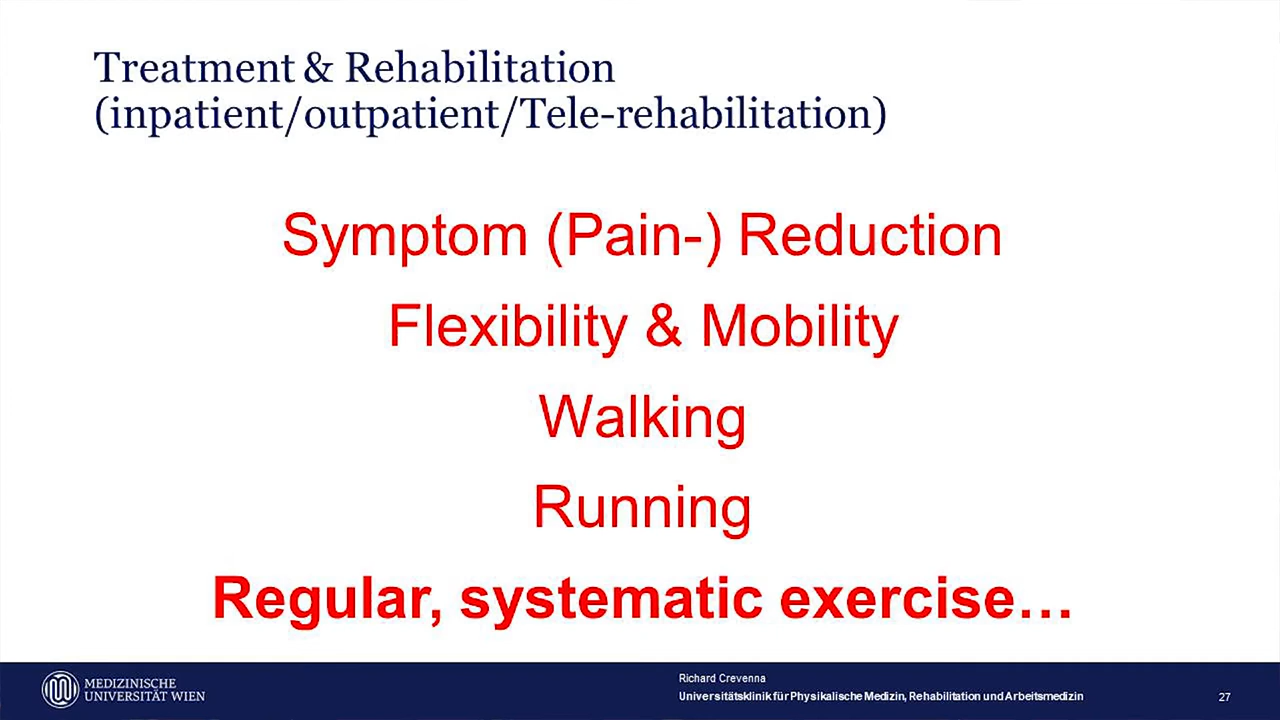 Treatment & Rehabilitation
(inpatient/outpatient/Tele-rehabilitation)
Symptom (Pain-) Reduction
Flexibility & Mobility
Walking
Running
Regular, systematic exercise…
MEDIZINISCHE
UNIVERSITÄT WIEN
Richard Crevenna
Universitätsklinik für Physikalische Medizin, Rehabilitation und Arbeitsmedizin
27